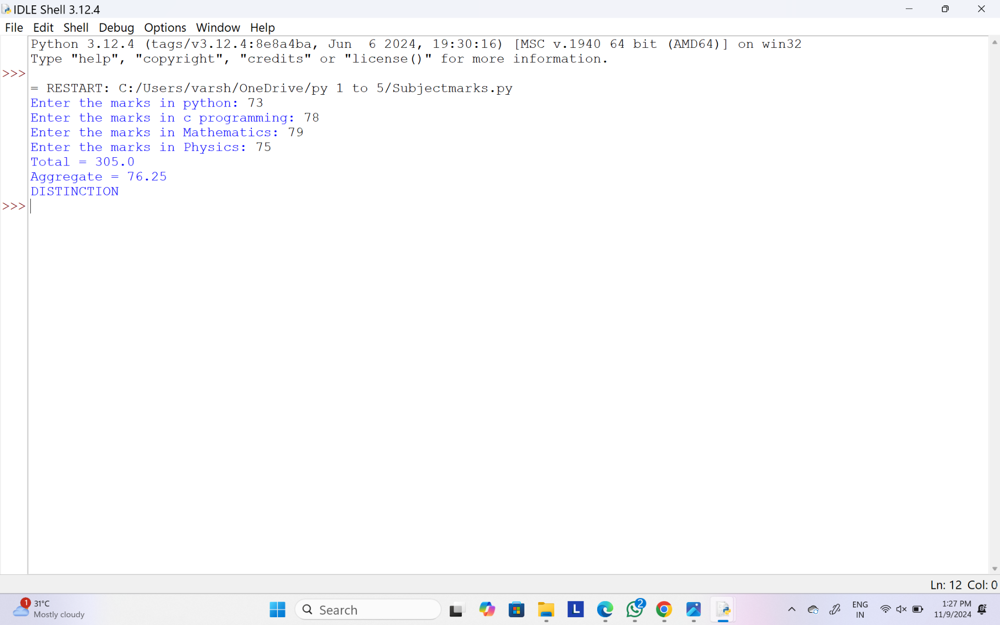 IDLE Shell 3.12.4
File Edit Shell Debug Options Window Help
Python 3.12.4 (tags/v3.12.4:8e8a4ba, Jun  6 2024, 19:30:16) [MSC v.1940 64 bit (AMD64)] on win32
Type "help", "copyright", "credits" or "license()" for more information.
>>>
= RESTART: C:/Users/varsh/OneDrive/py 1 to 5/Subjectmarks.py
Enter the marks in python: 73
Enter the marks in c programming: 78
Enter the marks in Mathematics: 79
Enter the marks in Physics: 75
Total = 305.0
Aggregate = 76.25
DISTINCTION
>>>
Ln: 12 Col: 0
1 31°C
Mostly cloudy
Search
L
2
ENG
IN
1:27 PM
11/9/2024